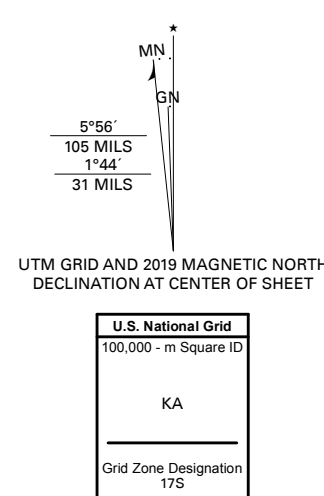 ★
MN
GN
5°56´
105 MILS
1°44´
31 MILS
UTM GRID AND 2019 MAGNETIC NORTH
DECLINATION AT CENTER OF SHEET
U.S. National Grid
100,000 - m Square ID
KA
Grid Zone Designation
17S